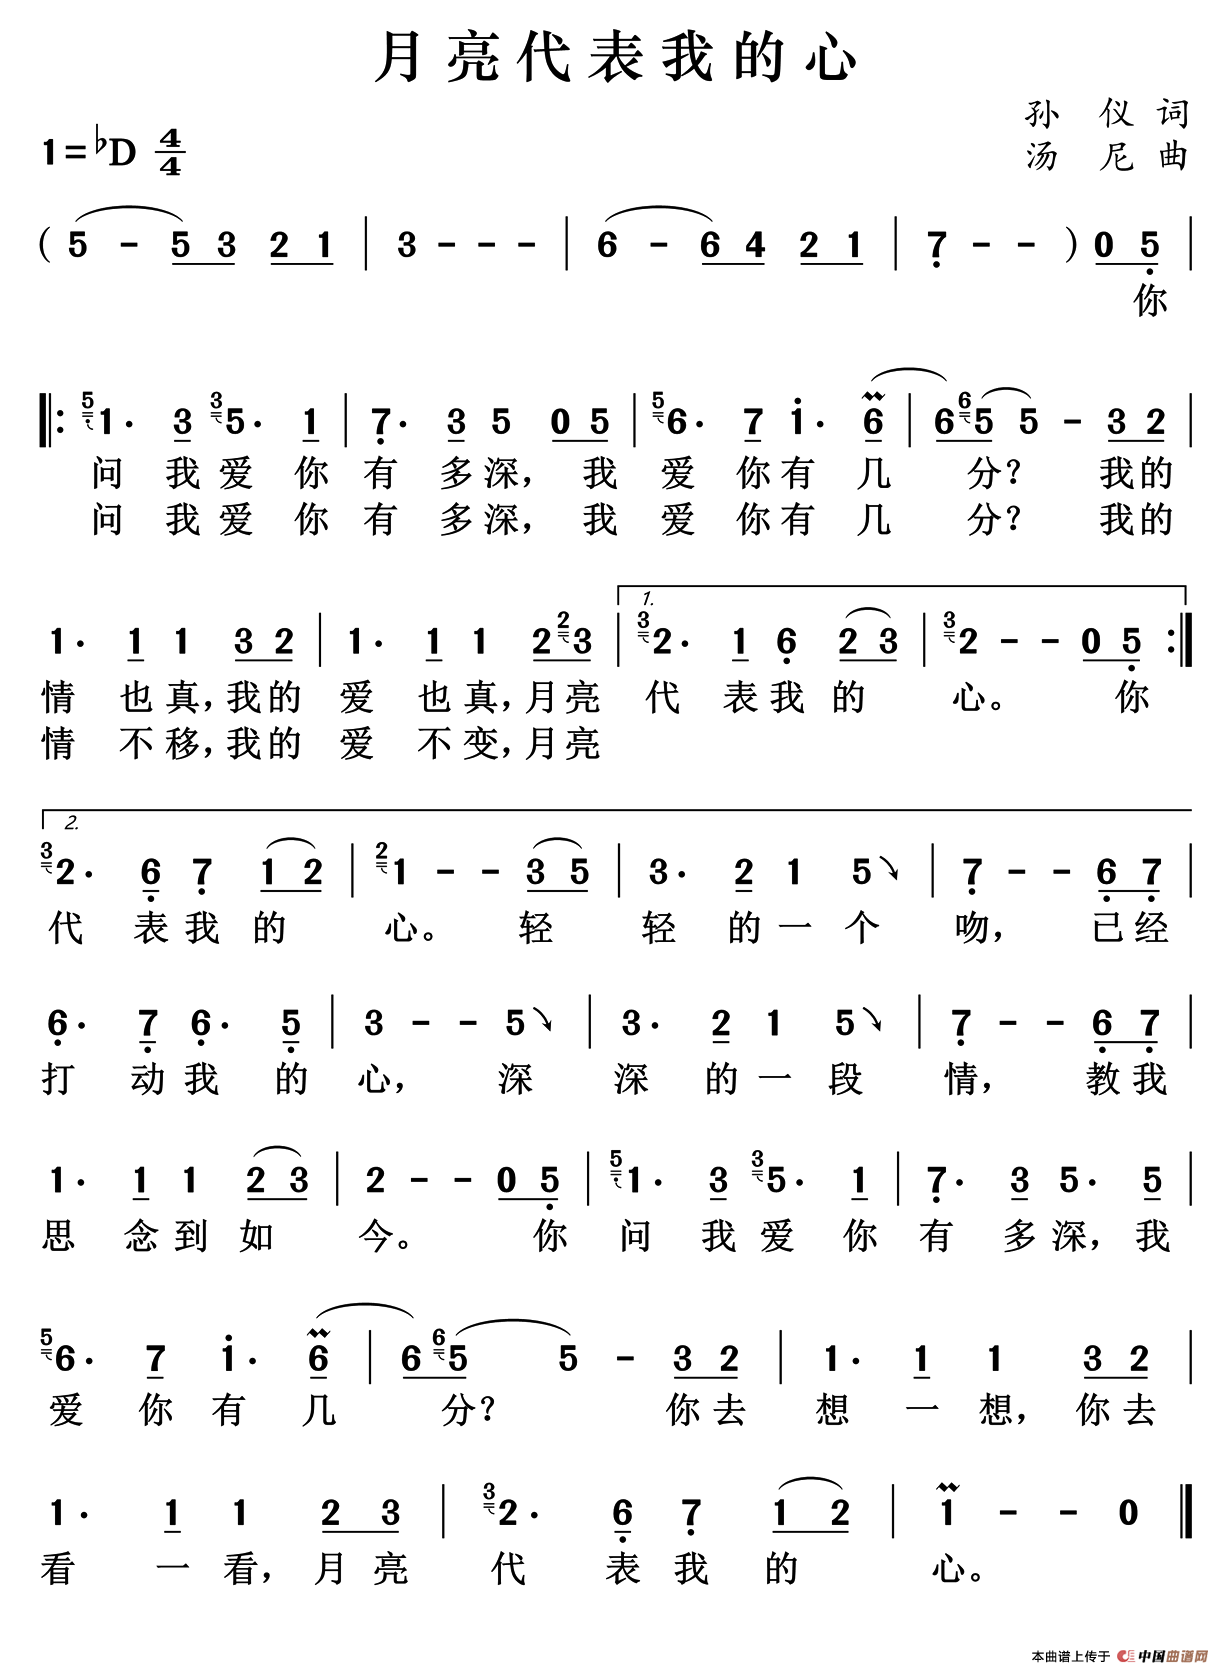 月亮代表我的心
孙 仪 词
1=♭D 4/4
汤 尼 曲
( 5 - 5 3 2 1 | 3 - - - | 6 - 6 4 2 1 | 7 - - ) 0 5 |
你
5 1· 3 3 5· 1 | 7· 3 5 0 5 | 5 6· 7 1· 6 | 6 6 5 5 - 3 2 |
问 我 爱 你 有 多 深， 我 爱 你 有 几 分？ 我 的
问 我 爱 你 有 多 深， 我 爱 你 有 几 分？ 我 的
1.
1· 1 1 3 2 | 1· 1 1 2 2 3 | 3 2· 1 6 2 3 | 3 2 - - 0 5 :|
情 也 真，我 的 爱 也 真，月 亮 代 表 我 的 心。 你
情 不 移，我 的 爱 不 变，月 亮
2.
3 2· 6 7 1 2 | 2 1 - - 3 5 | 3· 2 1 5 | 7 - - 6 7 |
代 表 我 的 心。 轻 轻 的 一 个 吻， 已 经
6· 7 6· 5 | 3 - - 5 | 3· 2 1 5 | 7 - - 6 7 |
打 动 我 的 心， 深 深 的 一 段 情， 教 我
1· 1 1 2 3 | 2 - - 0 5 | 5 1· 3 3 5· 1 | 7· 3 5· 5 |
思 念 到 如 今。 你 问 我 爱 你 有 多 深， 我
5 6· 7 1· 6 | 6 6 5 5 - 3 2 | 1· 1 1 3 2 |
爱 你 有 几 分？ 你 去 想 一 想， 你 去
1· 1 1 2 3 | 3 2· 6 7 1 2 | 1 - - 0 ‖
看 一 看， 月 亮 代 表 我 的 心。
本曲谱上传于 中国曲谱网